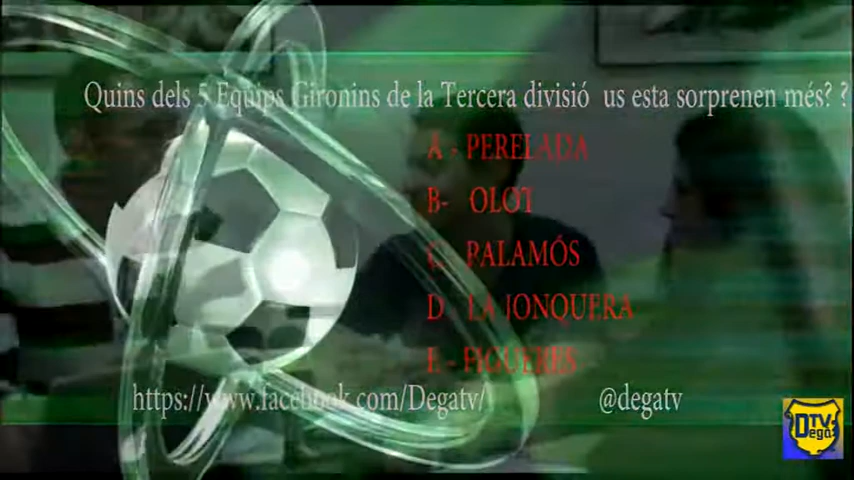 Quins dels 5 Equips Gironins de la Tercera divisió us esta sorprenen més? ?
A - PERELADA
B- OLOT
C - PALAMÓS
D - LA JONQUERA
E - FIGUERES
https://www.facebook.com/Degatv/ @degatv
DTV
ega